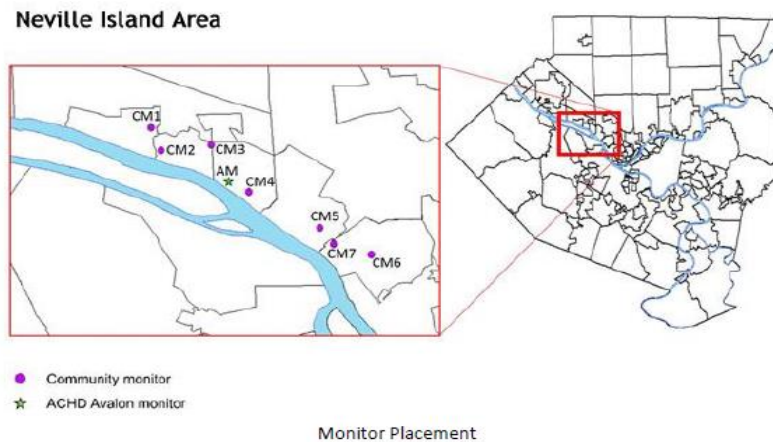 Neville Island Area
CM1
CM2
CM3
AM
CM4
CM5
CM7
CM6
Community monitor
ACHD Avalon monitor
Monitor Placement